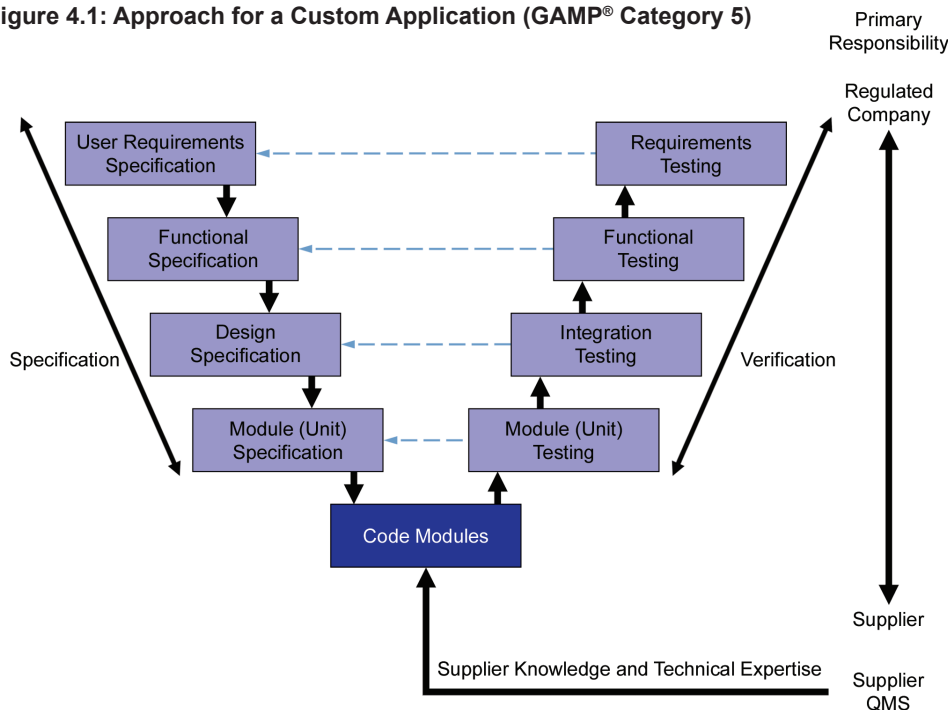 igure 4.1: Approach for a Custom Application (GAMP® Category 5)
Primary
Responsibility
Regulated
Company
User Requirements
Specification
Requirements
Testing
Functional
Specification
Functional
Testing
Specification
Design
Specification
Integration
Testing
Verification
Module (Unit)
Specification
Module (Unit)
Testing
Code Modules
Supplier
Supplier Knowledge and Technical Expertise
Supplier
QMS